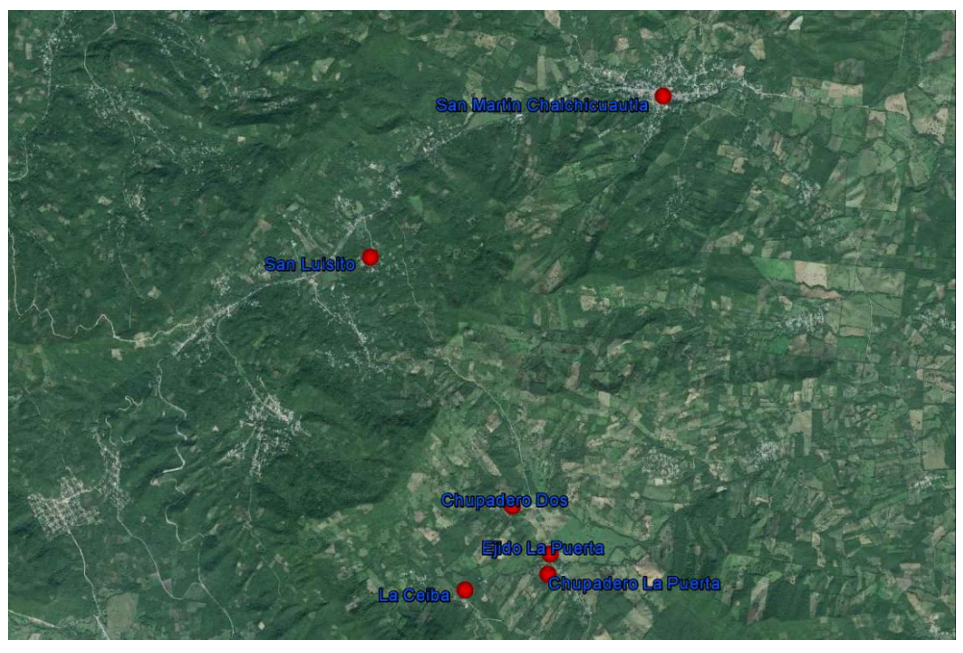 San Martin Chalchicuautla
San Luisito
Chupadero Dos
Ejido La Puerta
Chupadero La Puerta
La Ceiba